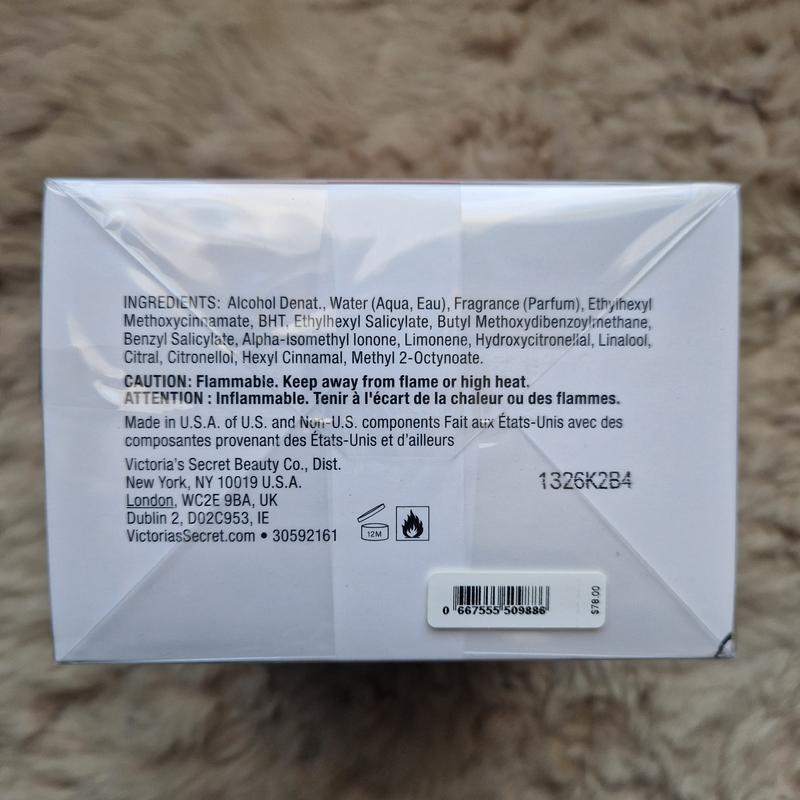 INGREDIENTS: Alcohol Denat., Water (Aqua, Eau), Fragrance (Parfum), Ethylhexyl
Methoxycinnamate, BHT, Ethylhexyl Salicylate, Butyl Methoxydibenzoylmethane,
Benzyl Salicylate, Alpha-Isomethyl Ionone, Limonene, Hydroxycitronellal, Linalool,
Citral, Citronellol, Hexyl Cinnamal, Methyl 2-Octynoate.
CAUTION: Flammable. Keep away from flame or high heat.
ATTENTION : Inflammable. Tenir à l'écart de la chaleur ou des flammes.
Made in U.S.A. of U.S. and Non-U.S. components Fait aux États-Unis avec des
composantes provenant des États-Unis et d'ailleurs
Victoria's Secret Beauty Co., Dist.
New York, NY 10019 U.S.A.
London, WC2E 9BA, UK
Dublin 2, D02C953, IE
VictoriasSecret.com • 30592161
12M
1326K2B4
0 667555 509886
$78.00